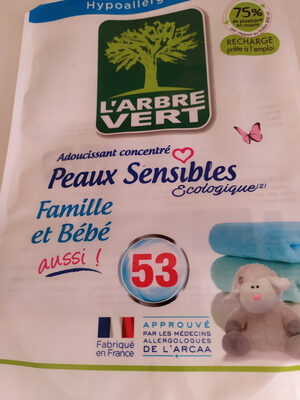 Hypoallerg
75%
de plastique
en moins
RECHARGE
prête à l'emploi
L'ARBRE
VERT
Adoucissant concentré
Peaux Sensibles
Ecologique(2)
Famille
et Bébé
aussi !
53
Fabriqué
en France
APPROUVÉ
PAR LES MÉDECINS
ALLERGOLOGUES
DE L'ARCAA